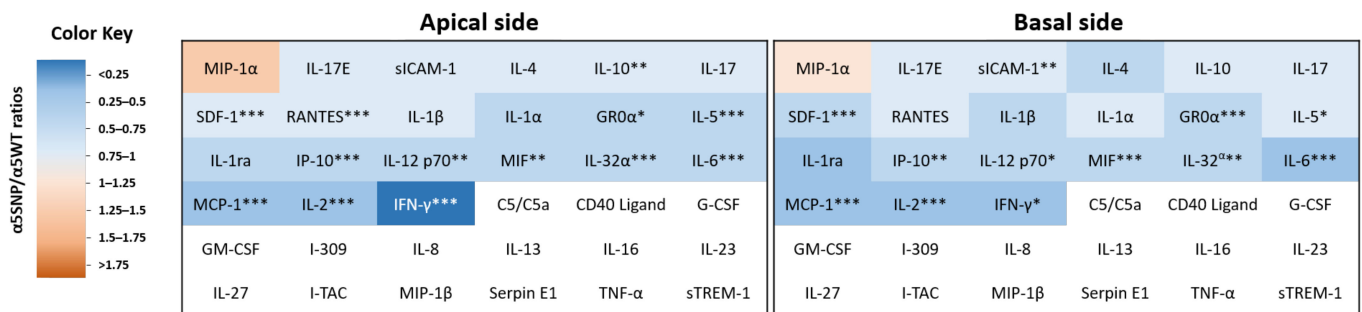 Color Key
α5SNP/α5WT ratios
<0.25
0.25–0.5
0.5–0.75
0.75–1
1–1.25
1.25–1.5
1.5–1.75
>1.75
Apical side
MIP-1α IL-17E sICAM-1 IL-4 IL-10** IL-17
SDF-1*** RANTES*** IL-1β IL-1α GR0α* IL-5***
IL-1ra IP-10*** IL-12 p70** MIF** IL-32α*** IL-6***
MCP-1*** IL-2*** IFN-γ*** C5/C5a CD40 Ligand G-CSF
GM-CSF I-309 IL-8 IL-13 IL-16 IL-23
IL-27 I-TAC MIP-1β Serpin E1 TNF-α sTREM-1
Basal side
MIP-1α IL-17E sICAM-1** IL-4 IL-10 IL-17
SDF-1*** RANTES IL-1β IL-1α GR0α*** IL-5*
IL-1ra IP-10** IL-12 p70* MIF*** IL-32α** IL-6***
MCP-1*** IL-2*** IFN-γ* C5/C5a CD40 Ligand G-CSF
GM-CSF I-309 IL-8 IL-13 IL-16 IL-23
IL-27 I-TAC MIP-1β Serpin E1 TNF-α sTREM-1